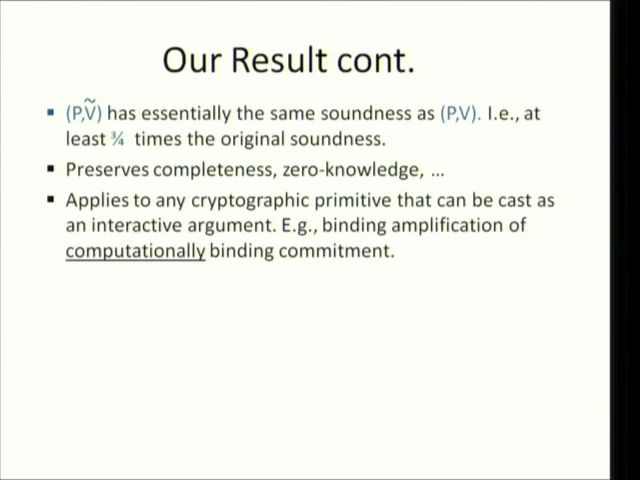 Our Result cont.
(P,Ṽ) has essentially the same soundness as (P,V). I.e., at
least ¾ times the original soundness.
Preserves completeness, zero-knowledge, ...
Applies to any cryptographic primitive that can be cast as
an interactive argument. E.g., binding amplification of
computationally binding commitment.